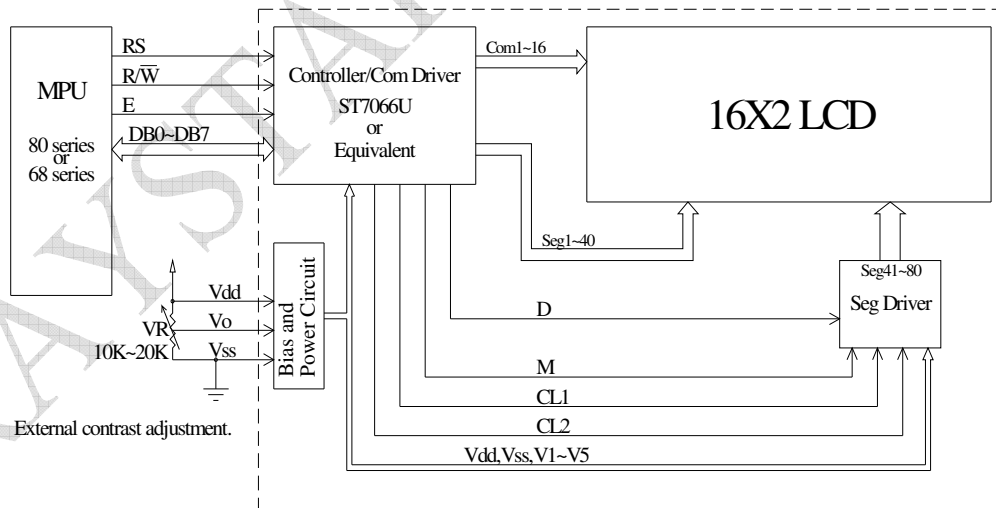 RS
R/W̅
E
DB0~DB7
MPU
80 series
or
68 series
Controller/Com Driver
ST7066U
or
Equivalent
Com1~16
16X2 LCD
Seg1~40
Seg41~80
Seg Driver
Bias and
Power Circuit
Vdd
Vo
Vss
VR
10K~20K
External contrast adjustment.
D
M
CL1
CL2
Vdd,Vss,V1~V5